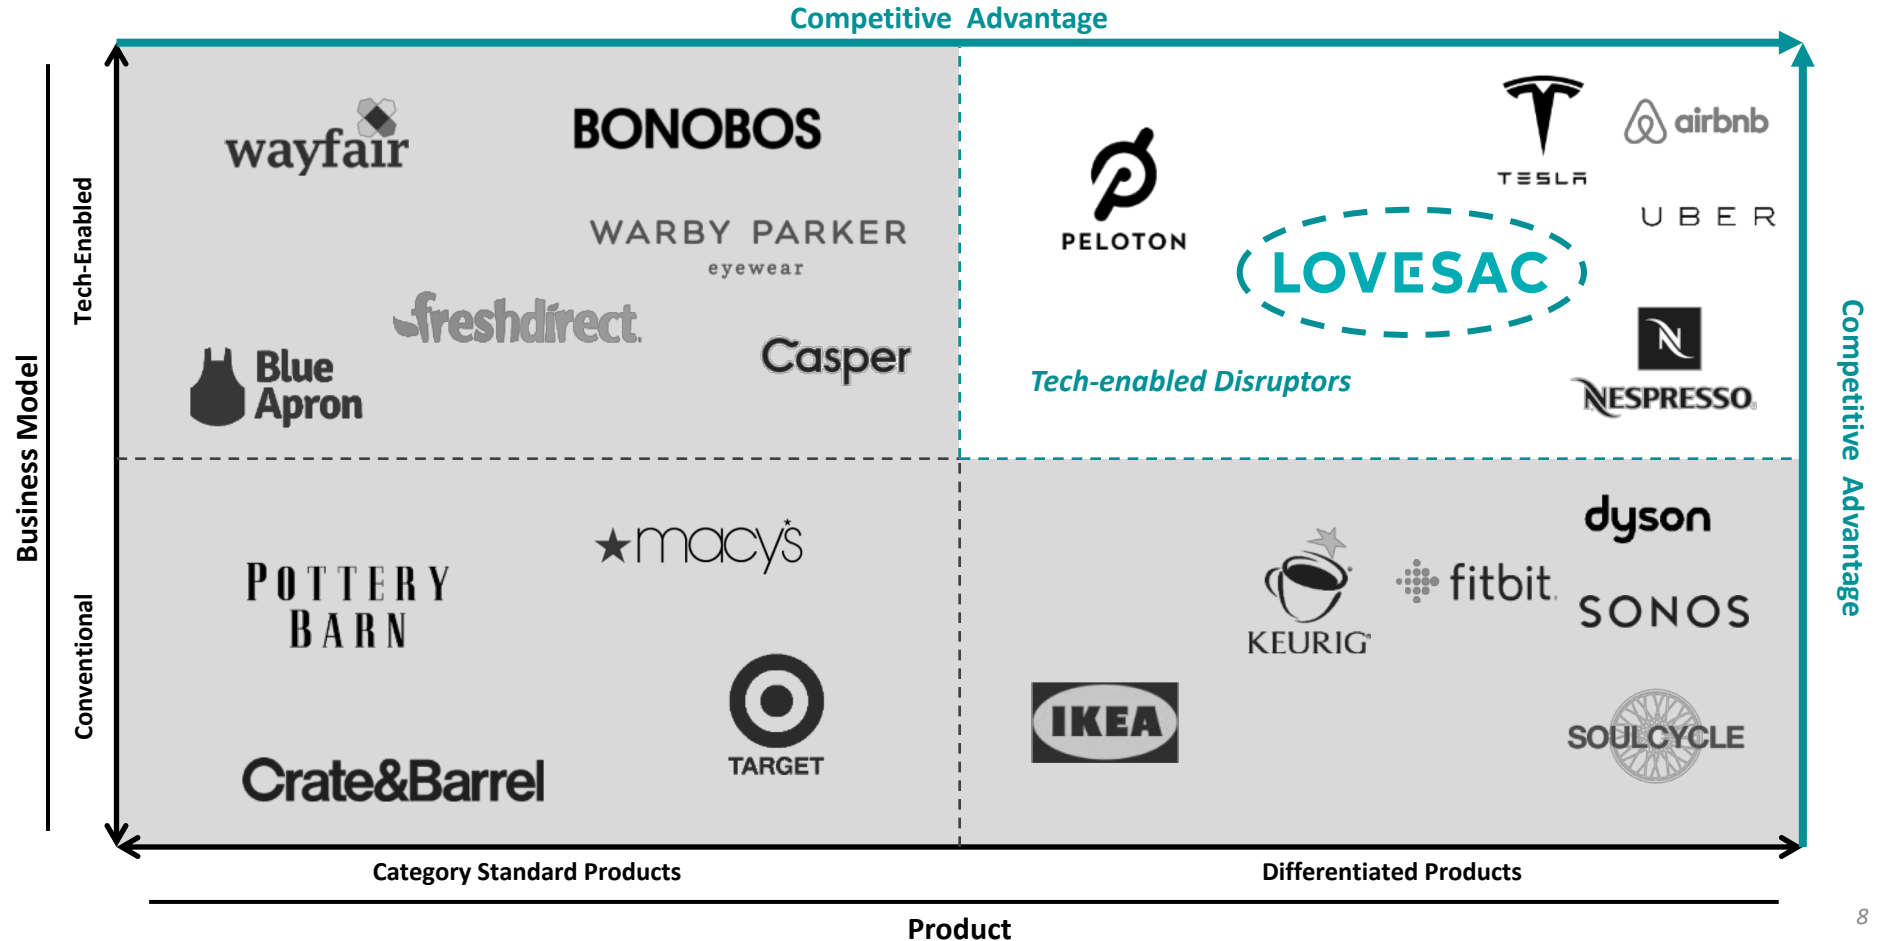 Competitive Advantage
Business Model
Tech-Enabled
Conventional
wayfair
BONOBOS
WARBY PARKER
eyewear
freshdirect.
Casper
Blue
Apron
PELOTON
TESLA
airbnb
UBER
LOVESAC
Tech-enabled Disruptors
N
NESPRESSO
Competitive Advantage
POTTERY
BARN
macy's
TARGET
Crate&Barrel
KEURIG
fitbit
dyson
SONOS
IKEA
SOULCYCLE
Category Standard Products
Differentiated Products
Product
8